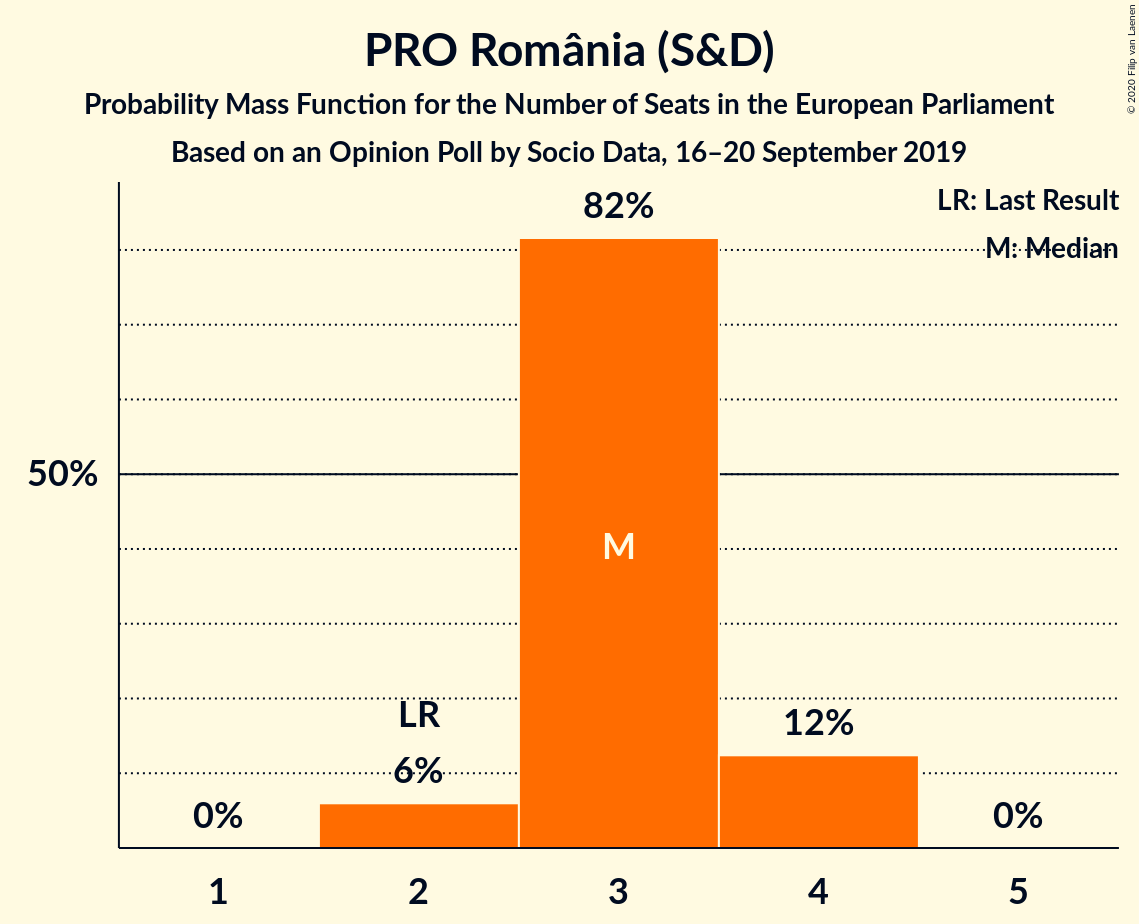 PRO România (S&D)
Probability Mass Function for the Number of Seats in the European Parliament
Based on an Opinion Poll by Socio Data, 16–20 September 2019
© 2020 Filip van Laenen
LR: Last Result
M: Median
82%
50%
M
LR
12%
6%
0%
0%
1 2 3 4 5